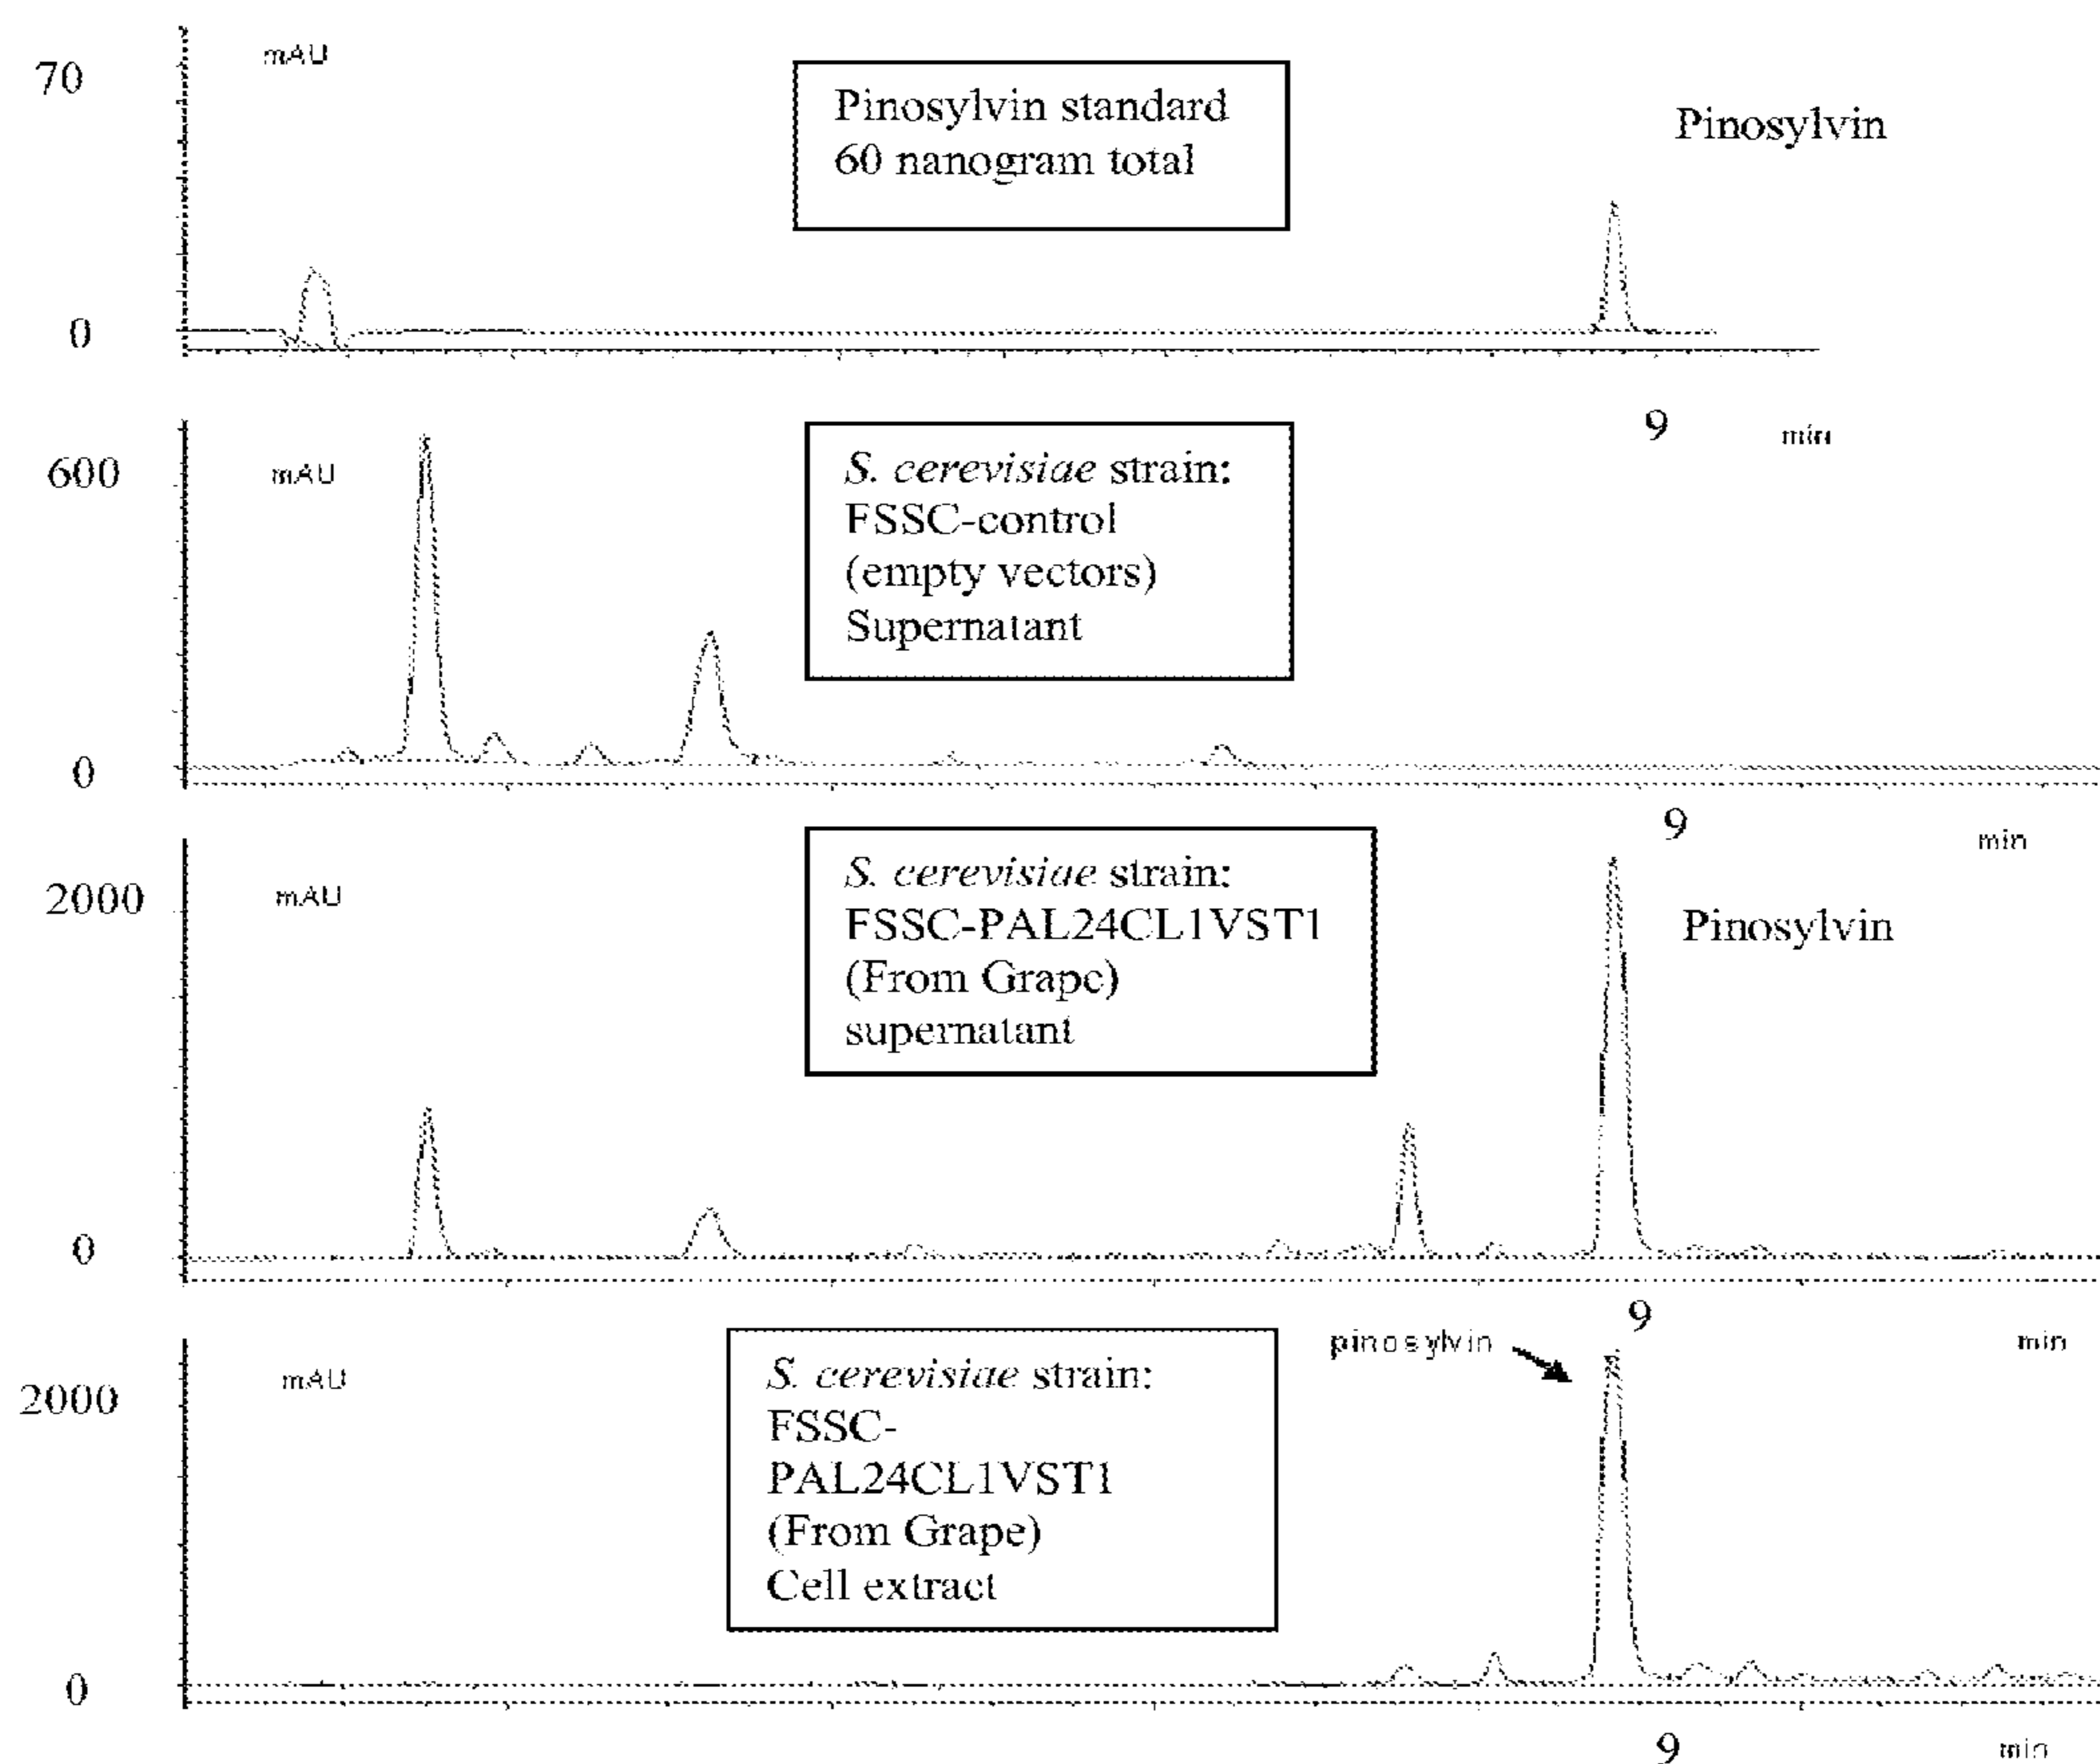 70
mAU
Pinosylvin standard
60 nanogram total
Pinosylvin
0
9
min
600
mAU
S. cerevisiae strain:
FSSC-control
(empty vectors)
Supernatant
0
9
min
2000
mAU
S. cerevisiae strain:
FSSC-PAL24CL1VST1
(From Grape)
supernatant
Pinosylvin
0
9
min
2000
mAU
S. cerevisiae strain:
FSSC-
PAL24CL1VST1
(From Grape)
Cell extract
pinosylvin
0
9
min